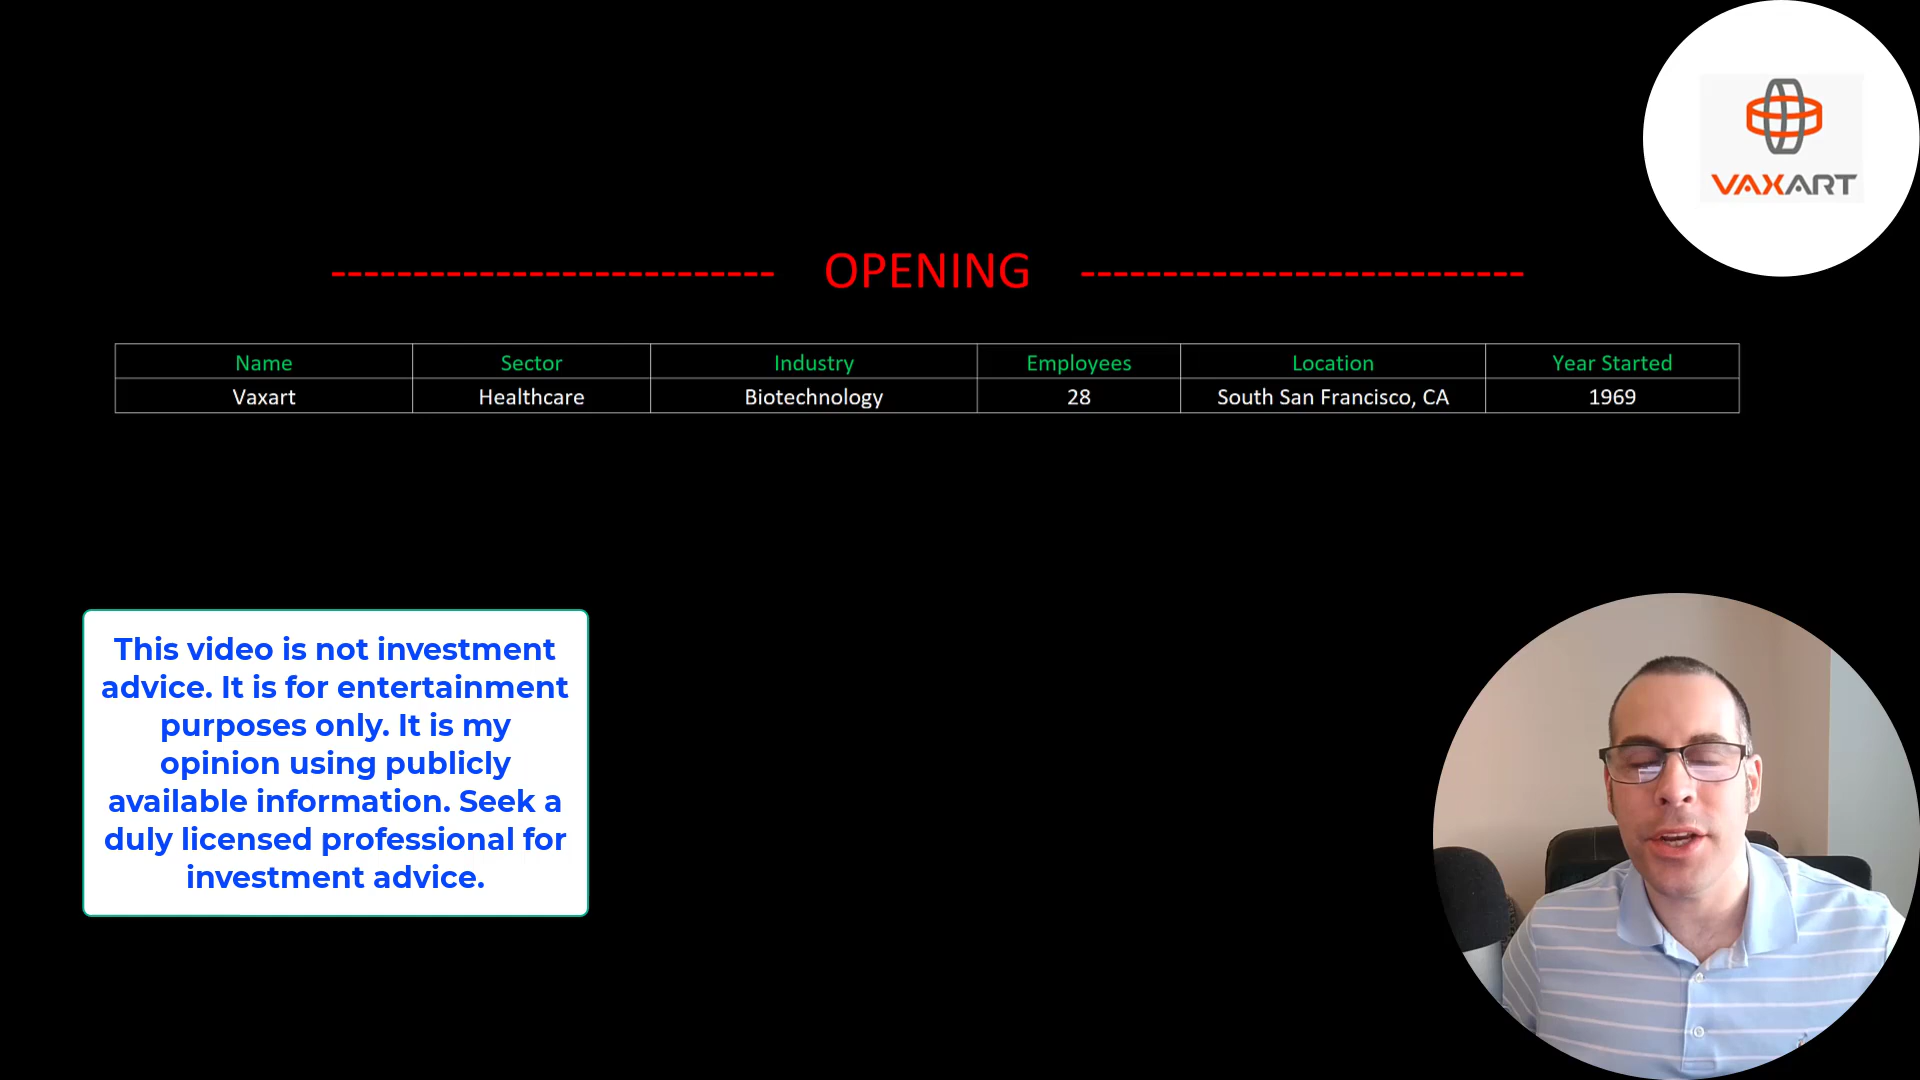 VAXART
-------------------------- OPENING --------------------------
Name Sector Industry Employees Location Year Started
Vaxart Healthcare Biotechnology 28 South San Francisco, CA 1969
This video is not investment
advice. It is for entertainment
purposes only. It is my
opinion using publicly
available information. Seek a
duly licensed professional for
investment advice.